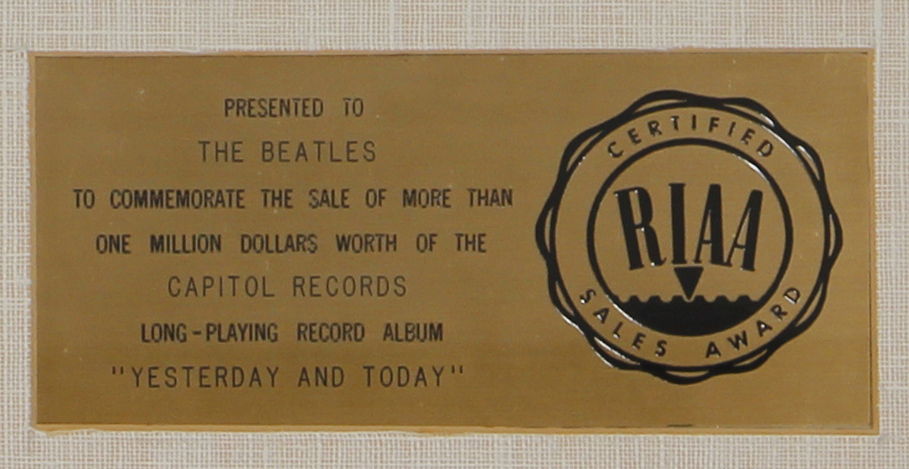 PRESENTED TO
THE BEATLES
TO COMMEMORATE THE SALE OF MORE THAN
ONE MILLION DOLLARS WORTH OF THE
CAPITOL RECORDS
LONG-PLAYING RECORD ALBUM
"YESTERDAY AND TODAY"
CERTIFIED
RIAA
SALES AWARD